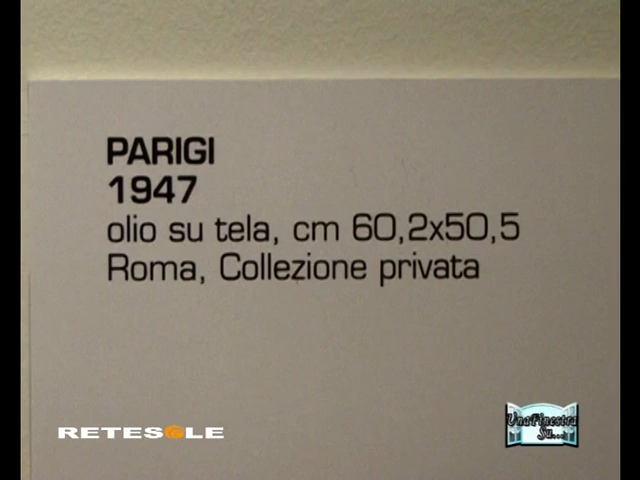 PARIGI
1947
olio su tela, cm 60,2x50,5
Roma, Collezione privata
RETESOLE
UnaFinestra
Su...